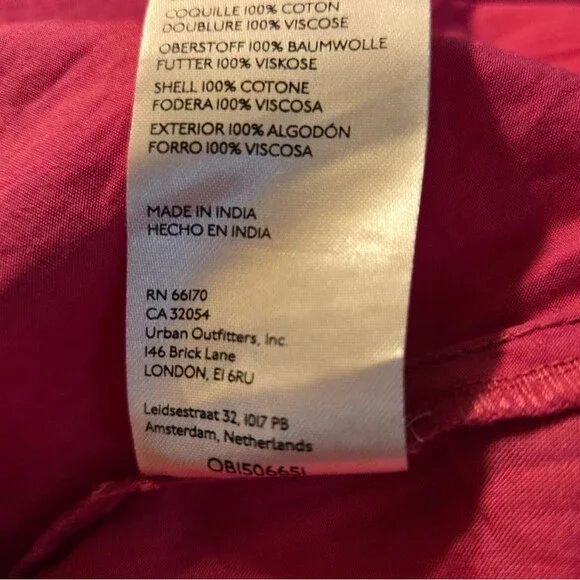 COQUILLE 100% COTON
DOUBLURE 100% VISCOSE
OBERSTOFF 100% BAUMWOLLE
FUTTER 100% VISKOSE
SHELL 100% COTONE
FODERA 100% VISCOSA
EXTERIOR 100% ALGODÓN
FORRO 100% VISCOSA
MADE IN INDIA
HECHO EN INDIA
RN 66170
CA 32054
Urban Outfitters, Inc.
146 Brick Lane
LONDON, E1 6RU
Leidsestraat 32, 1017 PB
Amsterdam, Netherlands
OB1506651